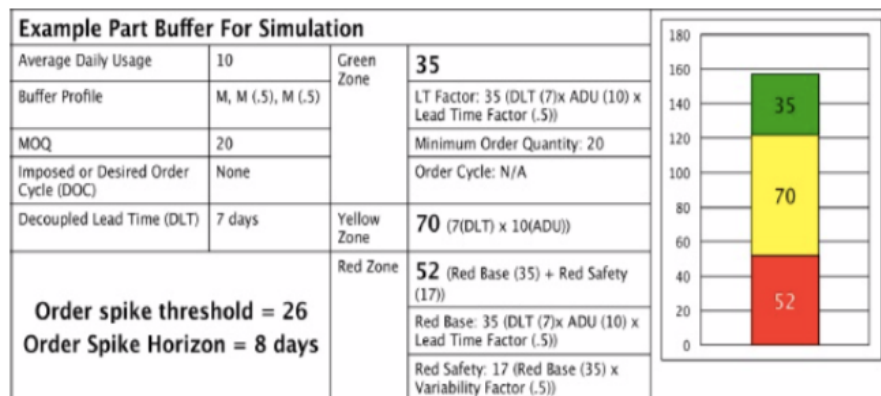 Example Part Buffer For Simulation
Average Daily Usage
10
Green
Zone
35
Buffer Profile
M, M (.5), M (.5)
LT Factor: 35 (DLT (7)x ADU (10) x
Lead Time Factor (.5))
MOQ
20
Minimum Order Quantity: 20
Imposed or Desired Order
Cycle (DOC)
None
Order Cycle: N/A
Decoupled Lead Time (DLT)
7 days
Yellow
Zone
70 (7(DLT) x 10(ADU))
Order spike threshold = 26
Order Spike Horizon = 8 days
Red Zone
52 (Red Base (35) + Red Safety
(17))
Red Base: 35 (DLT (7)x ADU (10) x
Lead Time Factor (.5))
Red Safety: 17 (Red Base (35) x
Variability Factor (.5))
180
160
140
120
100
80
60
40
20
0
35
70
52